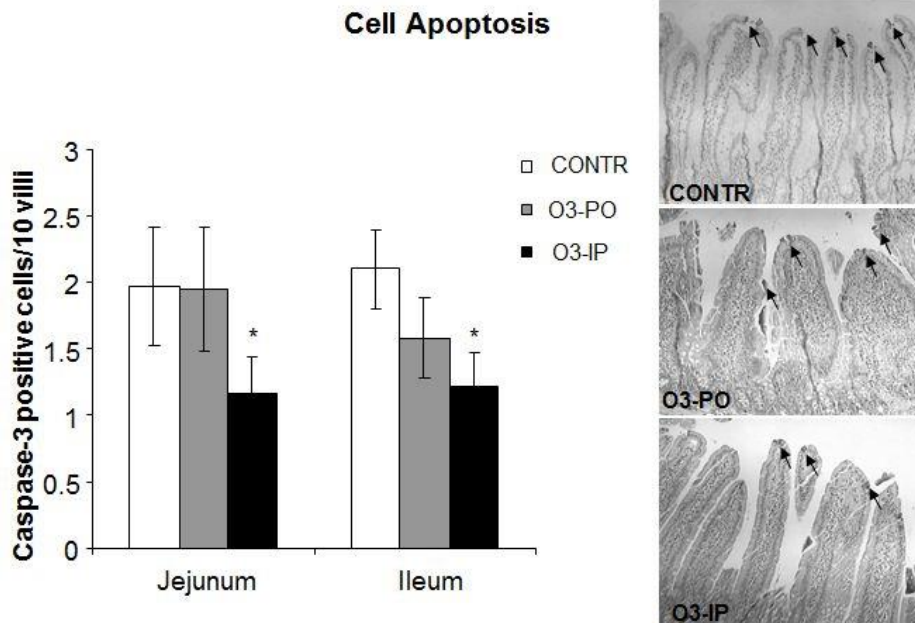 Cell Apoptosis
Caspase-3 positive cells/10 villi
3
2.5
2
1.5
1
0.5
0
*
*
Jejunum
Ileum
CONTR
O3-PO
O3-IP
CONTR
O3-PO
O3-IP